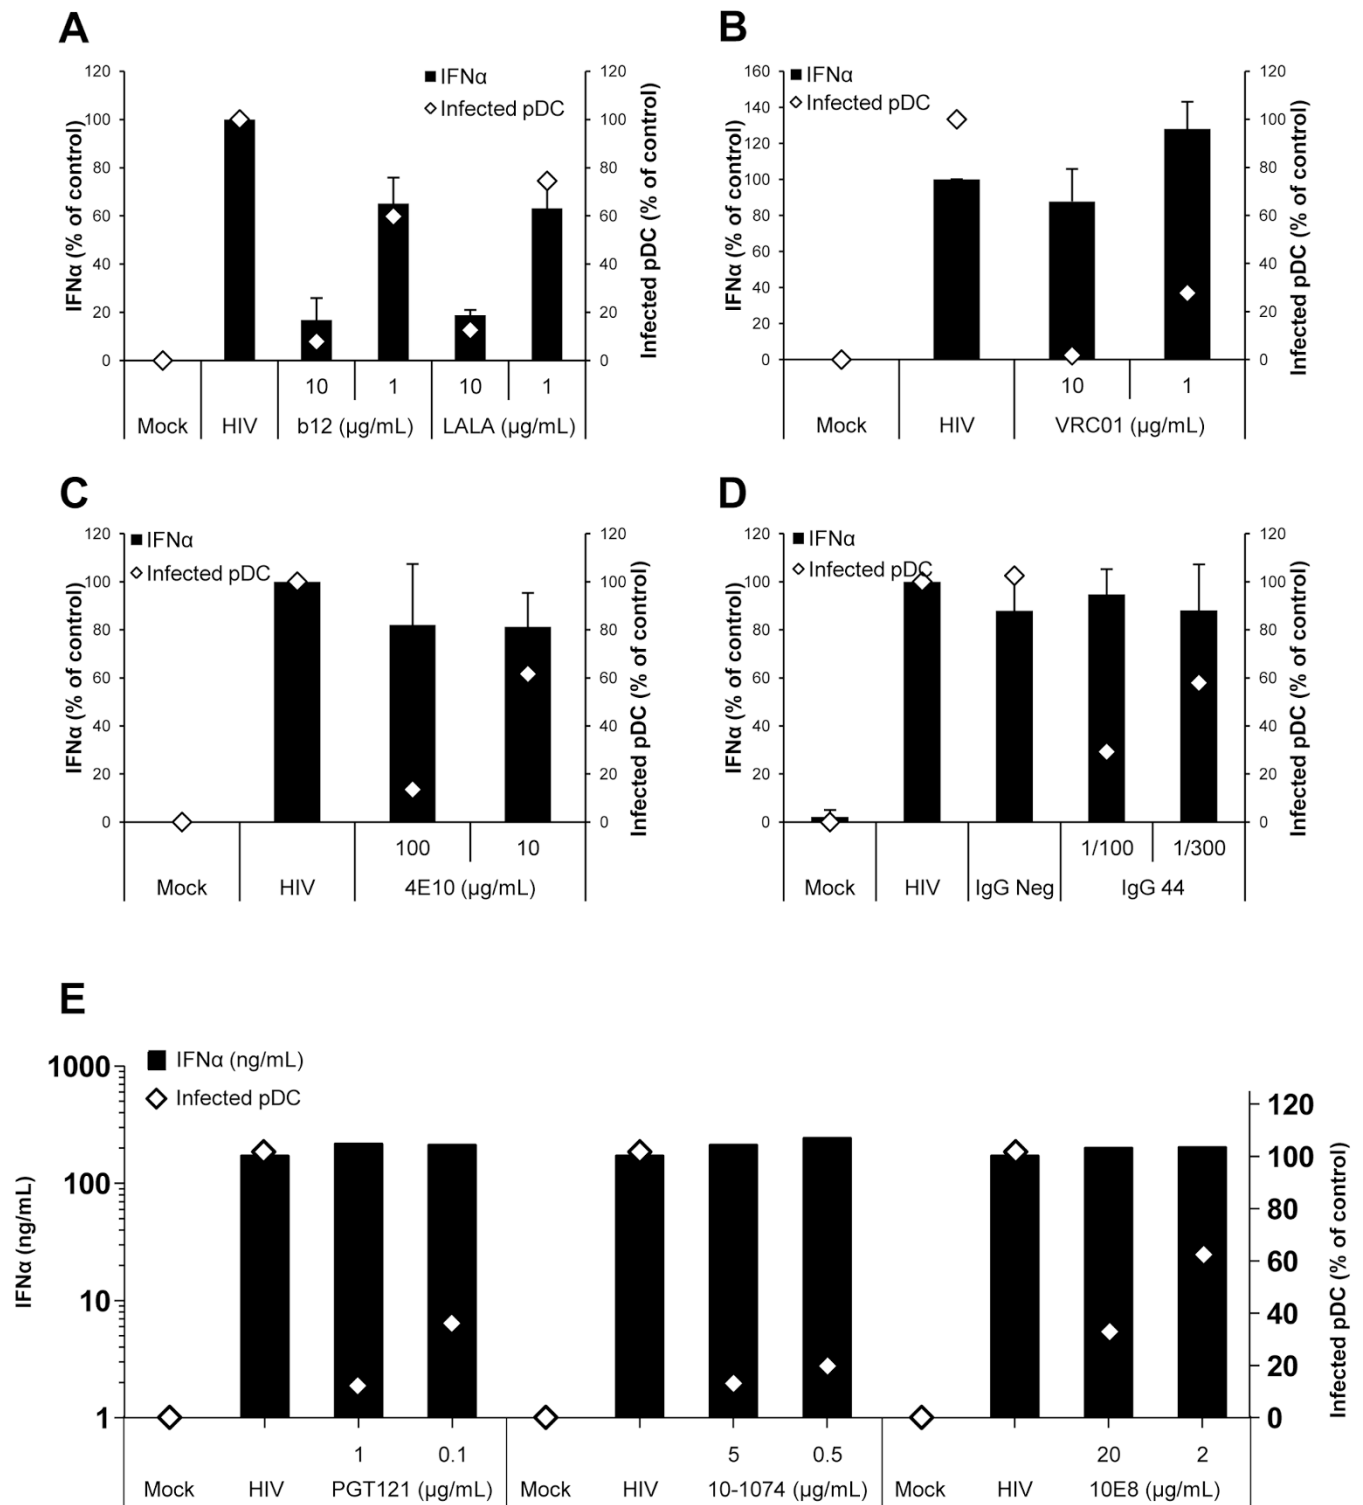 A
IFNα
Infected pDC
120
100
80
60
40
20
0
IFNα (% of control)
120
100
80
60
40
20
0
Infected pDC (% of control)
10
1
10
1
Mock
HIV
b12 (µg/mL)
LALA (µg/mL)
B
IFNα
Infected pDC
160
140
120
100
80
60
40
20
0
IFNα (% of control)
120
100
80
60
40
20
0
Infected pDC (% of control)
10
1
Mock
HIV
VRC01 (µg/mL)
C
IFNα
Infected pDC
120
100
80
60
40
20
0
IFNα (% of control)
120
100
80
60
40
20
0
Infected pDC (% of control)
100
10
Mock
HIV
4E10 (µg/mL)
D
IFNα
Infected pDC
120
100
80
60
40
20
0
IFNα (% of control)
120
100
80
60
40
20
0
Infected pDC (% of control)
1/100
1/300
Mock
HIV
IgG Neg
IgG 44
E
IFNα (ng/mL)
Infected pDC
1000
100
10
1
IFNα (ng/mL)
120
100
80
60
40
20
0
Infected pDC (% of control)
1
0.1
5
0.5
20
2
Mock
HIV
PGT121 (µg/mL)
Mock
HIV
10-1074 (µg/mL)
Mock
HIV
10E8 (µg/mL)